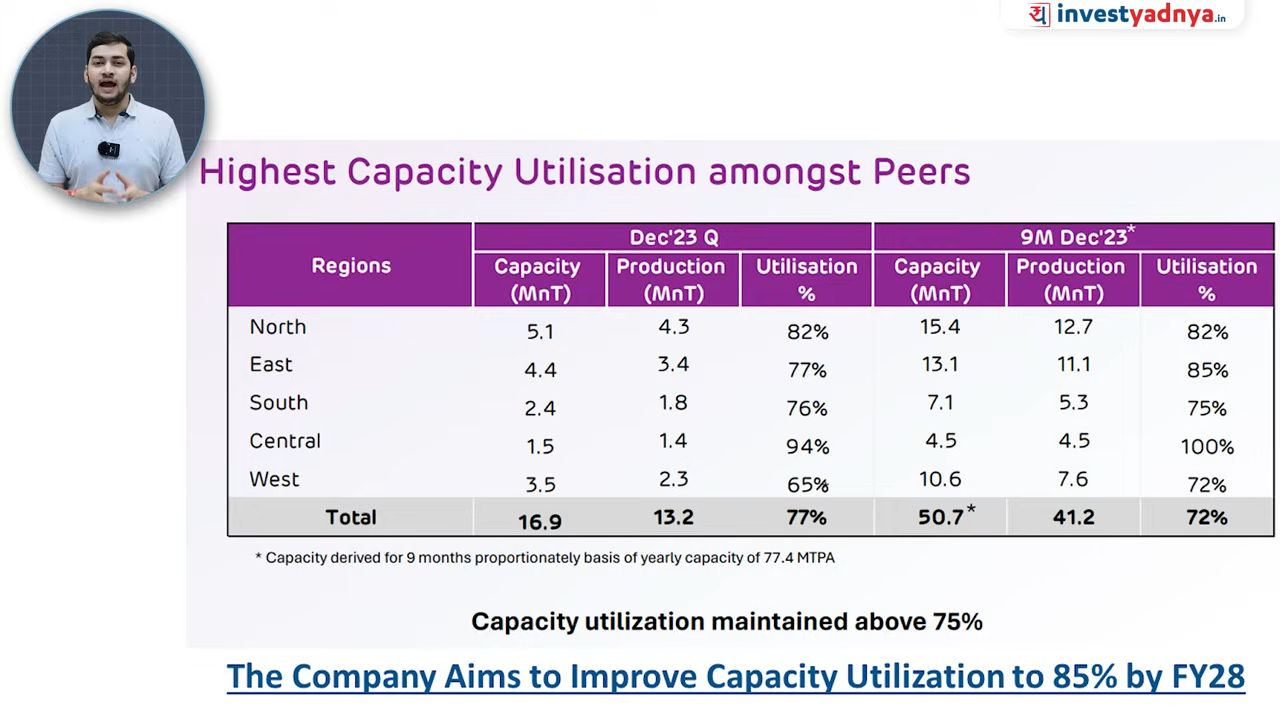 investyadnya.in
Highest Capacity Utilisation amongst Peers
Regions Dec'23 Q 9M Dec'23*
Capacity (MnT) Production (MnT) Utilisation % Capacity (MnT) Production (MnT) Utilisation %
North 5.1 4.3 82% 15.4 12.7 82%
East 4.4 3.4 77% 13.1 11.1 85%
South 2.4 1.8 76% 7.1 5.3 75%
Central 1.5 1.4 94% 4.5 4.5 100%
West 3.5 2.3 65% 10.6 7.6 72%
Total 16.9 13.2 77% 50.7* 41.2 72%
* Capacity derived for 9 months proportionately basis of yearly capacity of 77.4 MTPA
Capacity utilization maintained above 75%
The Company Aims to Improve Capacity Utilization to 85% by FY28